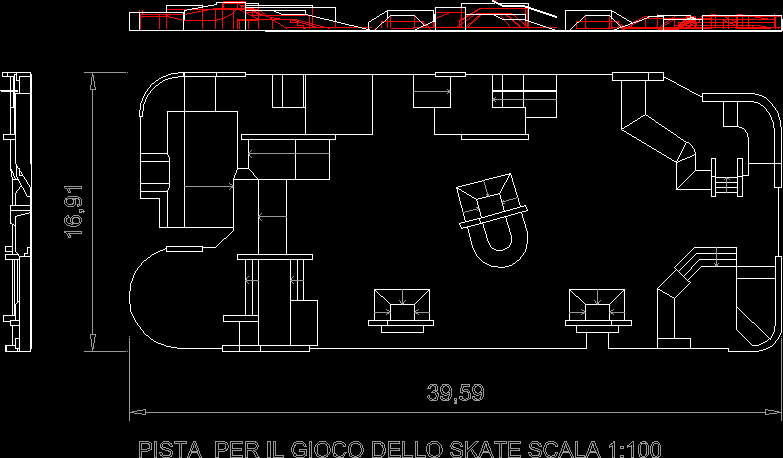 16,91
39,59
PISTA PER IL GIOCO DELLO SKATE SCALA 1:100